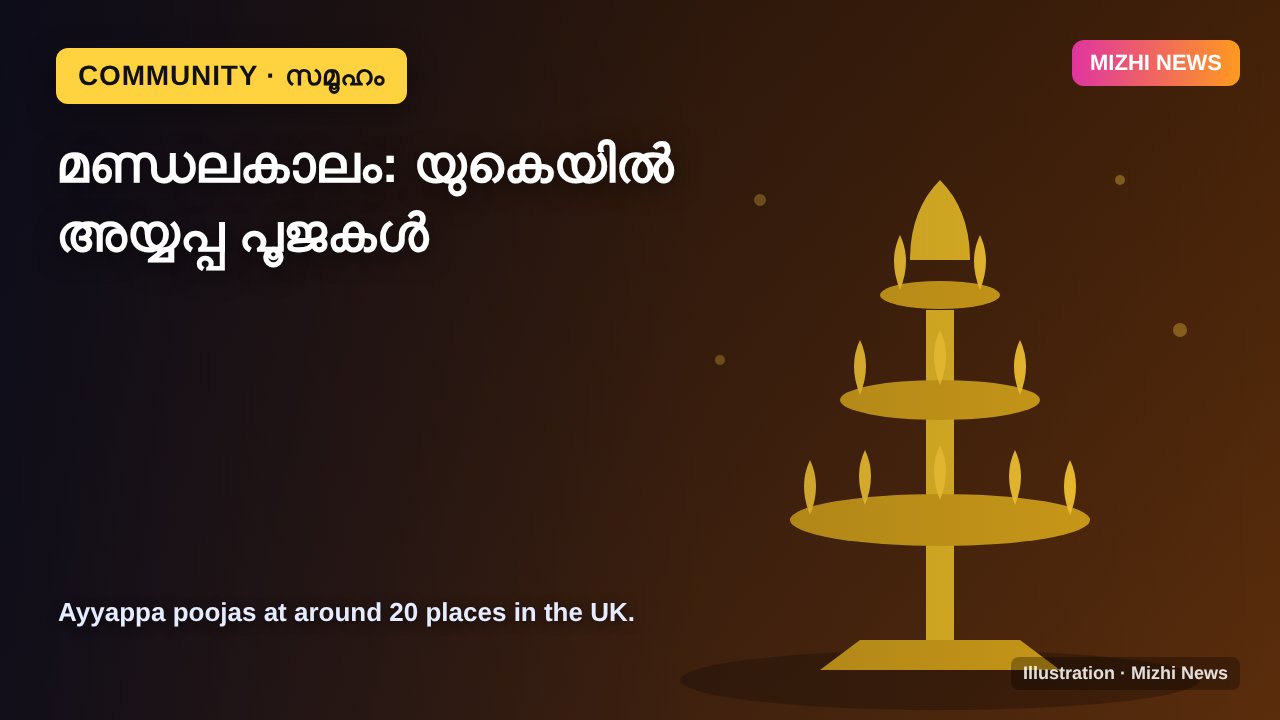 COMMUNITY · സമൂഹം
MIZHI NEWS
മണ്ഡലകാലം: യുകെയിൽ
അയ്യപ്പ പൂജകൾ
Ayyappa poojas at around 20 places in the UK.
Illustration · Mizhi News